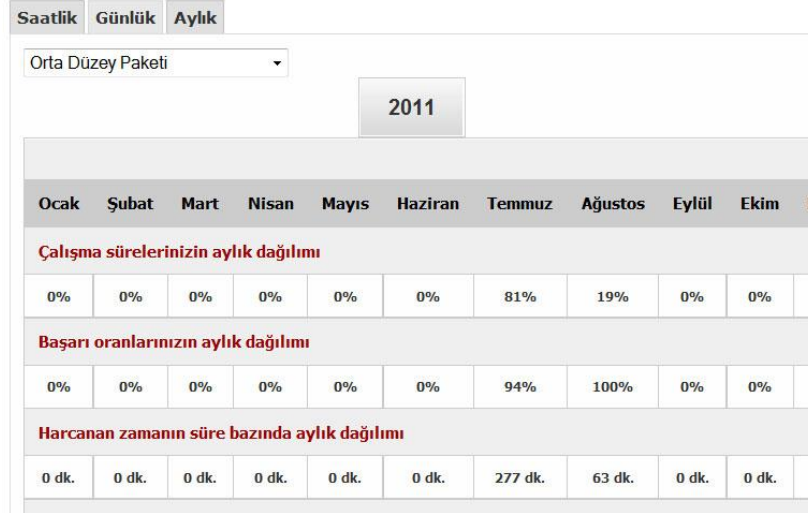 Saatlik Günlük Aylık
Orta Düzey Paketi
2011
Ocak Şubat Mart Nisan Mayıs Haziran Temmuz Ağustos Eylül Ekim
Çalışma sürelerinizin aylık dağılımı
0% 0% 0% 0% 0% 0% 81% 19% 0% 0%
Başarı oranlarınızın aylık dağılımı
0% 0% 0% 0% 0% 0% 94% 100% 0% 0%
Harcanan zamanın süre bazında aylık dağılımı
0 dk. 0 dk. 0 dk. 0 dk. 0 dk. 0 dk. 277 dk. 63 dk. 0 dk. 0 dk.